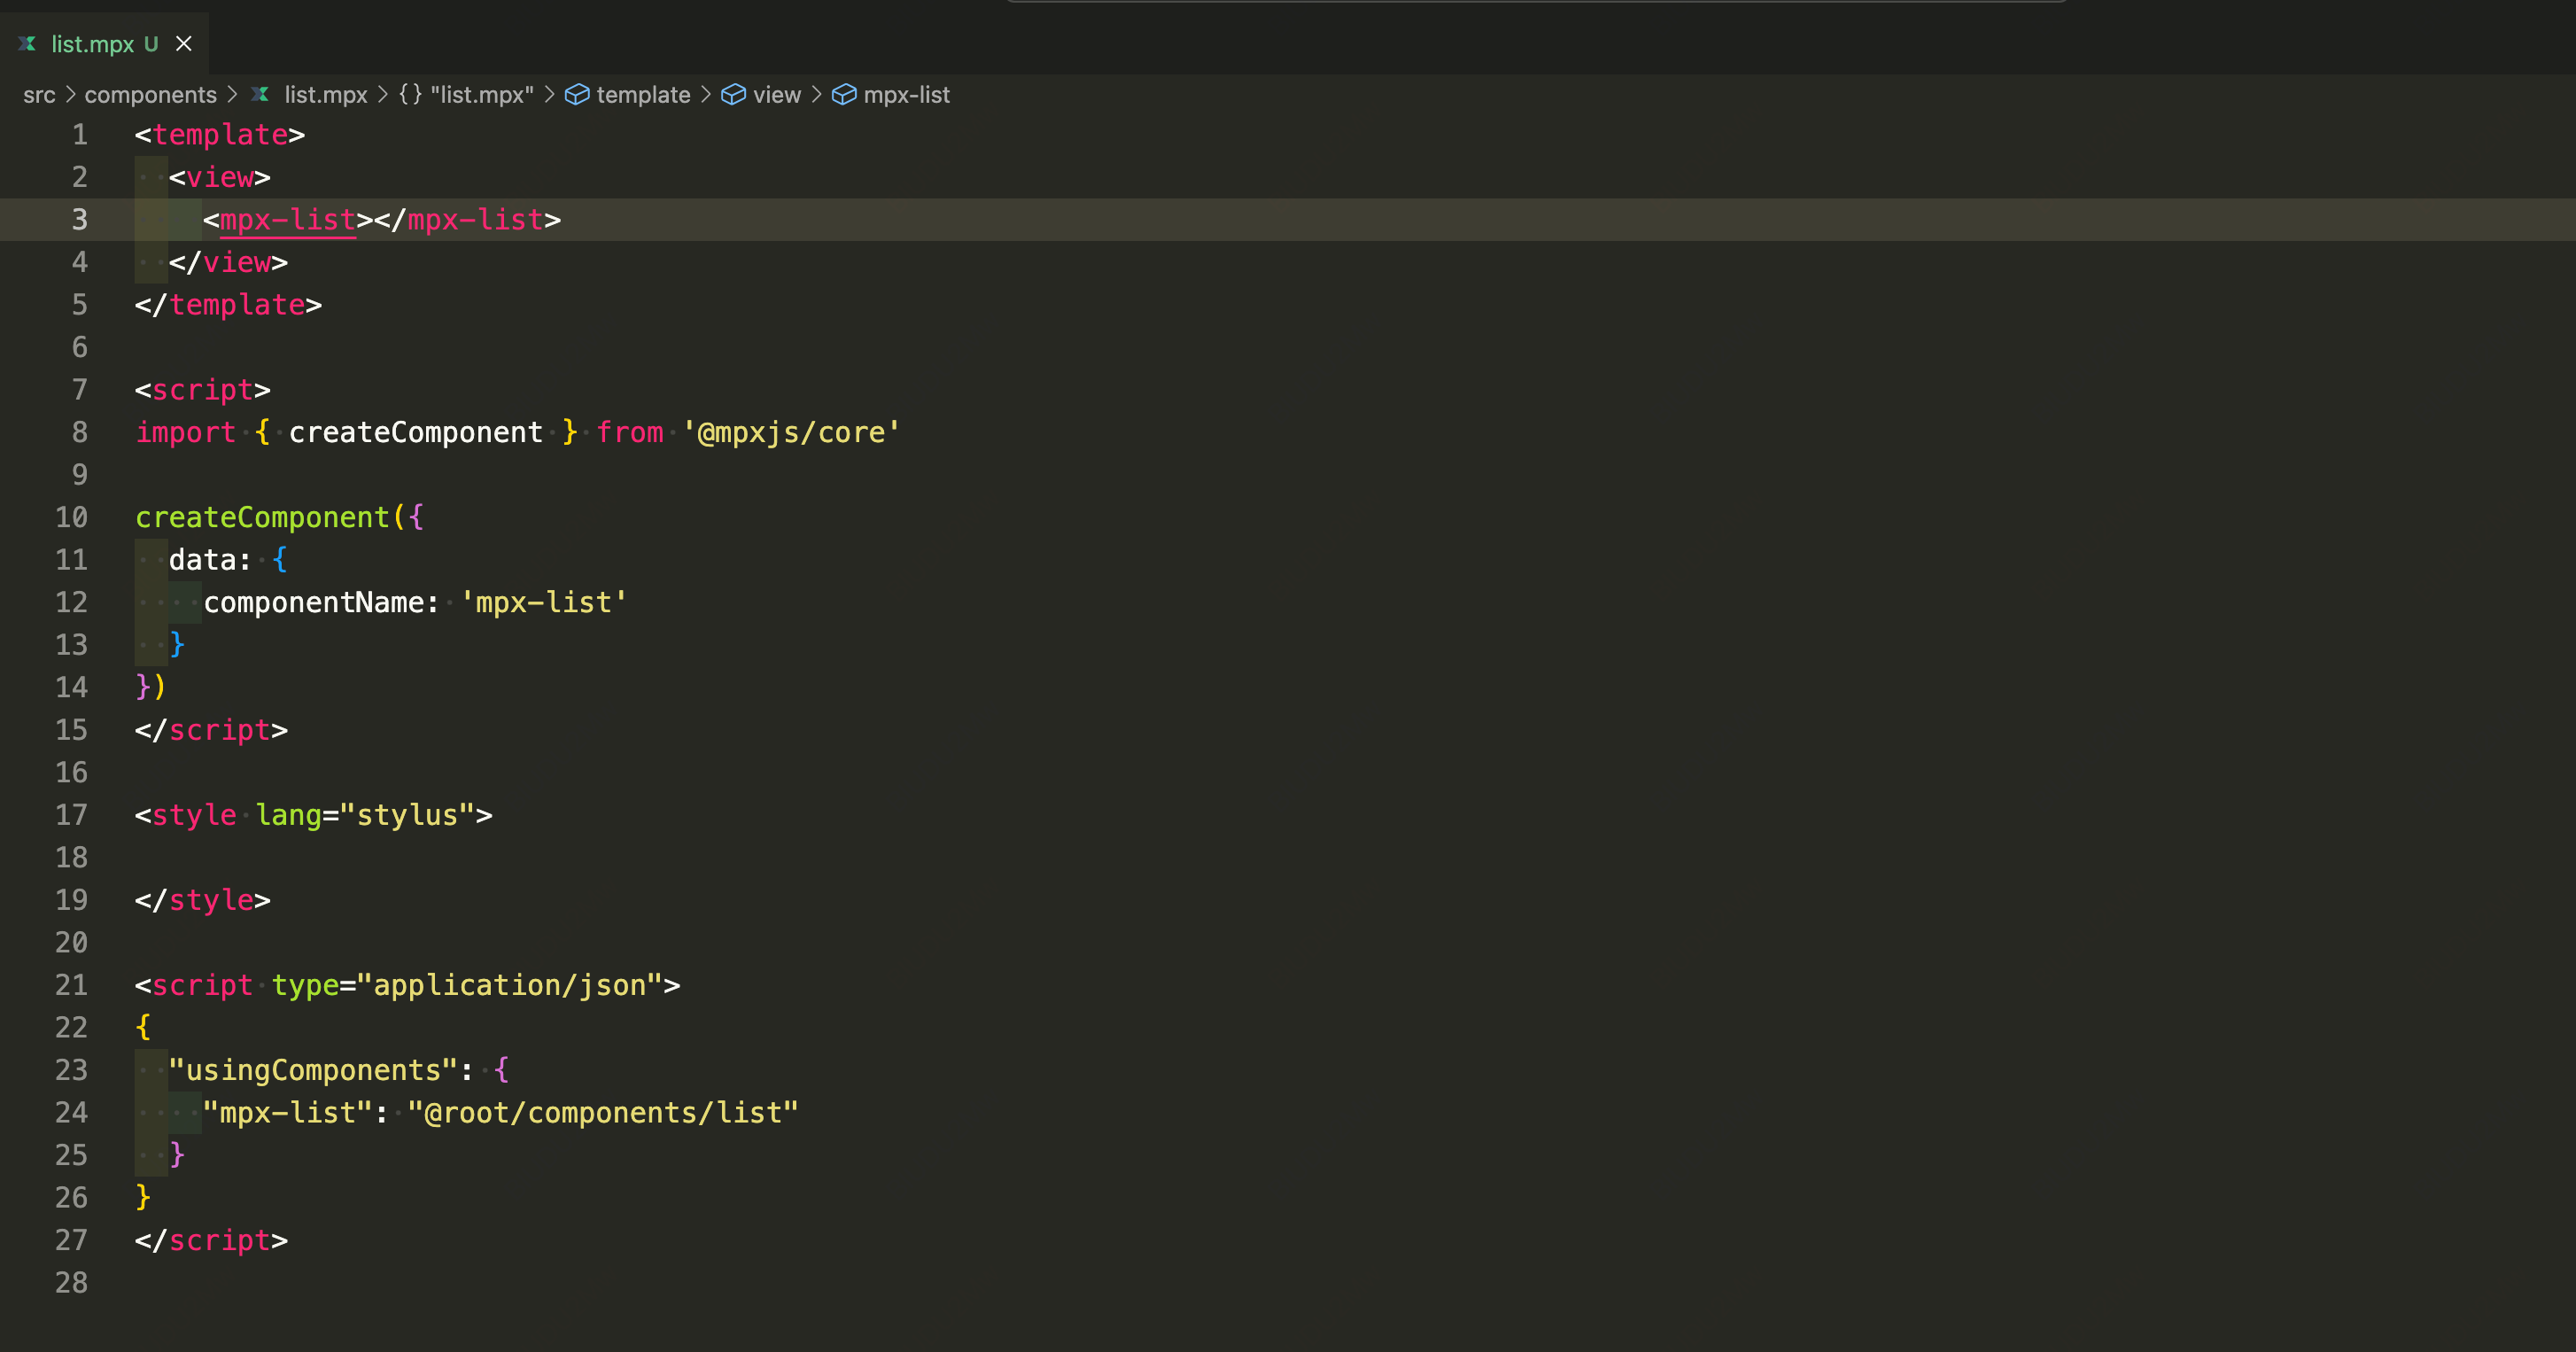 list.mpx U
src > components > list.mpx > {} "list.mpx" > template > view > mpx-list
1 <template>
2   <view>
3     <mpx-list></mpx-list>
4   </view>
5 </template>
6
7 <script>
8 import { createComponent } from '@mpxjs/core'
9
10 createComponent({
11   data: {
12     componentName: 'mpx-list'
13   }
14 })
15 </script>
16
17 <style lang="stylus">
18
19 </style>
20
21 <script type="application/json">
22 {
23   "usingComponents": {
24     "mpx-list": "@root/components/list"
25   }
26 }
27 </script>
28